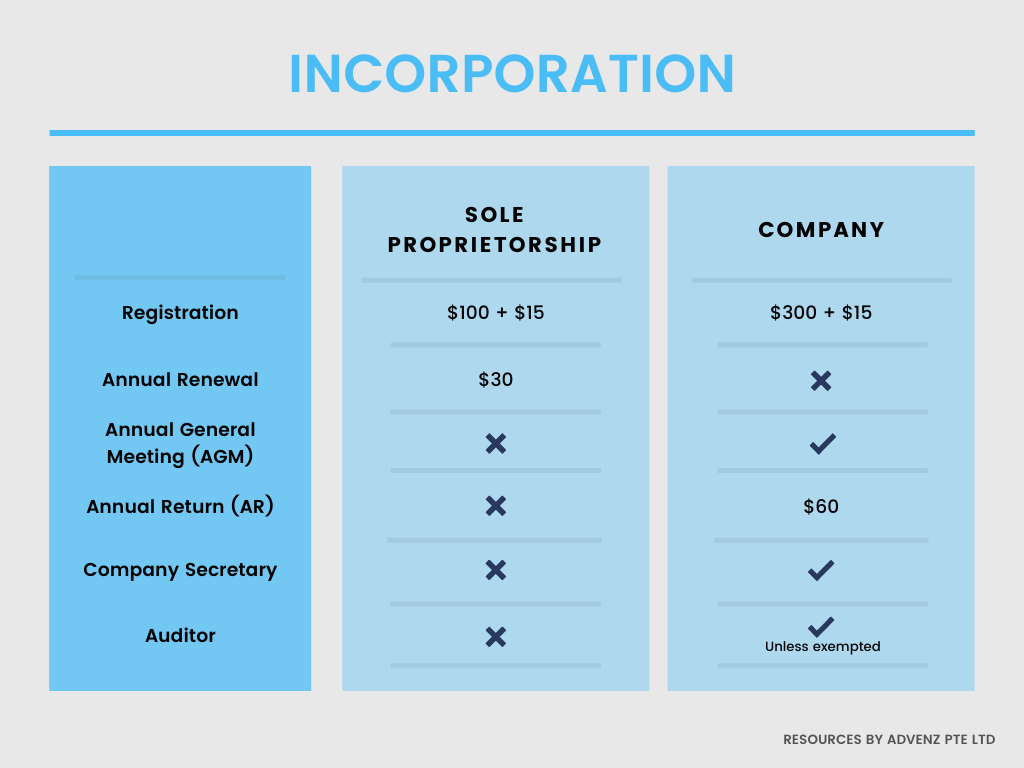 INCORPORATION
SOLE
PROPRIETORSHIP
COMPANY
Registration
$100 + $15
$300 + $15
Annual Renewal
$30
Annual General
Meeting (AGM)
Annual Return (AR)
$60
Company Secretary
Auditor
Unless exempted
RESOURCES BY ADVENZ PTE LTD